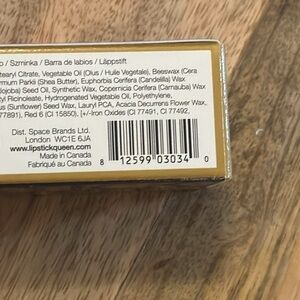 o / Szminka / Barra de labios / Läppstift
tearyl Citrate, Vegetable Oil (Olus / Huile Vegetale), Beeswax (Cera
Parkii (Shea Butter), Euphorbia Cerifera (Candelilla) Wax
(Jojoba) Seed Oil, Synthetic Wax, Copernicia Cerifera (Carnauba) Wax
Ricinoleate, Hydrogenated Vegetable Oil, Polyethylene,
(Sunflower) Seed Wax, Lauryl PCA, Acacia Decurrens Flower Wax,
77891), Red 6 (CI 15850), [+/-Iron Oxides (CI 77491, CI 77492,
Dist. Space Brands Ltd.
London WC1E 6JA
www.lipstickqueen.com
Made in Canada
Fabriqué au Canada
8 12599 03034 0